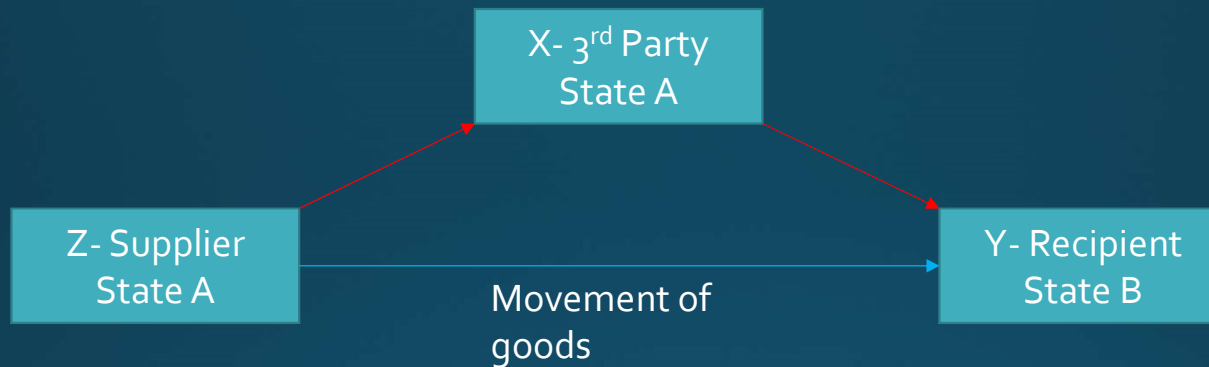 X- 3rd Party
State A
Z- Supplier
State A
Y- Recipient
State B
Movement of
goods